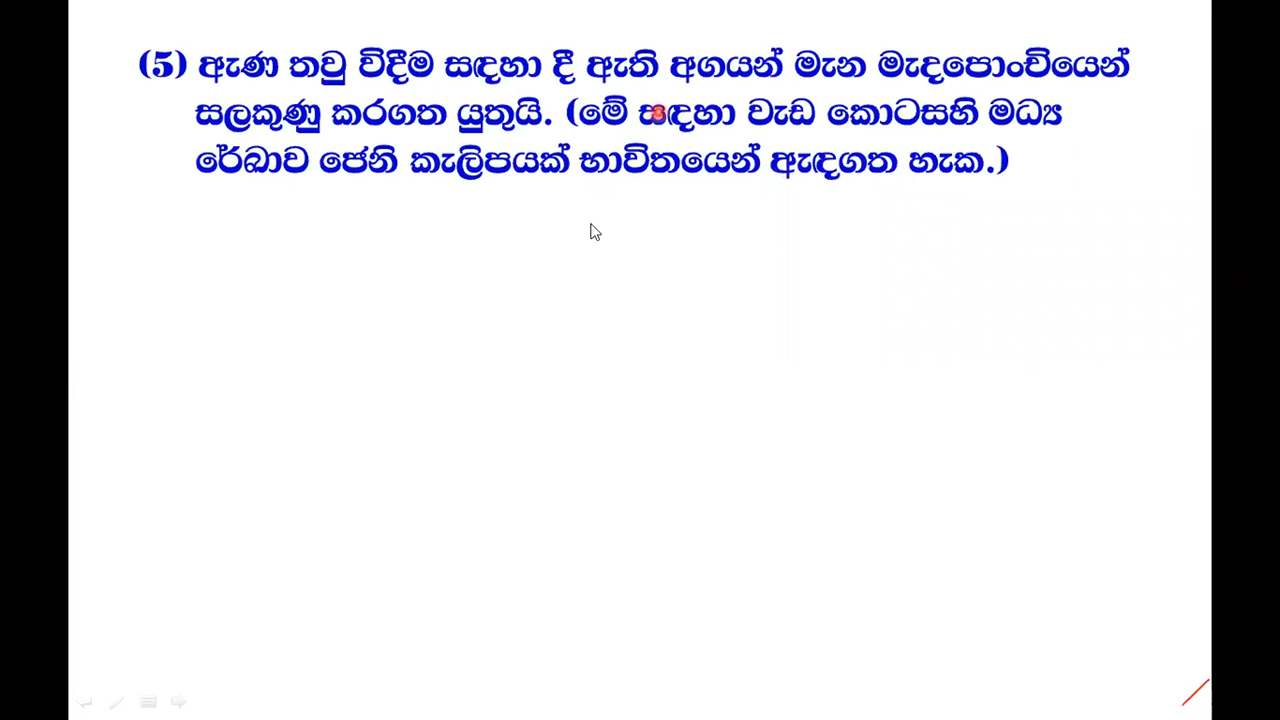 (5) ඇණ තවු විදීම සඳහා දී ඇති අගයන් මැන මැදපොංචියෙන්
සලකුණු කරගත යුතුයි. (මේ සඳහා වැඩ කොටසහි මධ්‍ය
රේඛාව ජෙනි කැලිපයක් භාවිතයෙන් ඇඳගත හැක.)